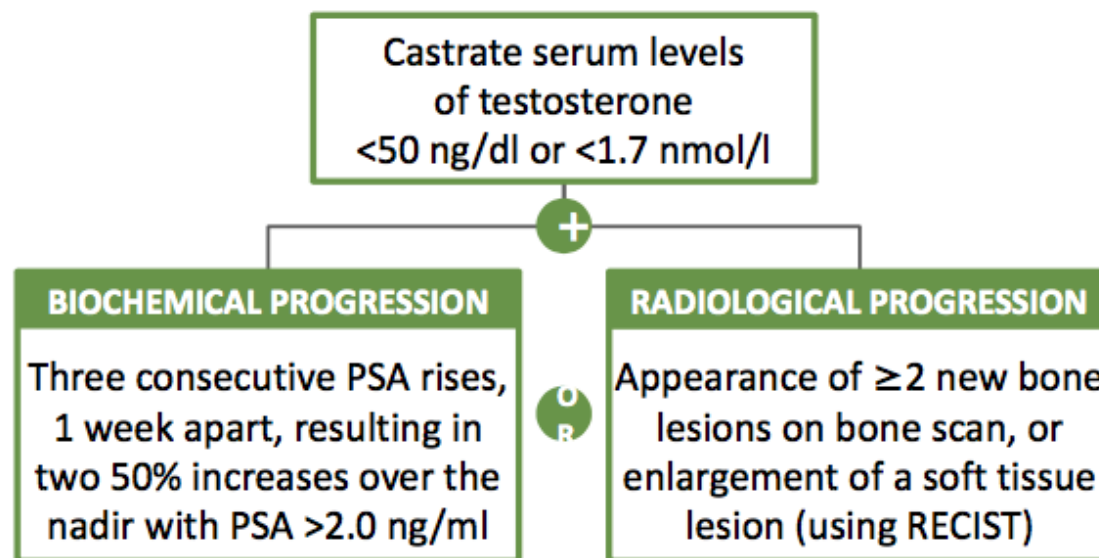 Castrate serum levels
of testosterone
<50 ng/dl or <1.7 nmol/l
+
BIOCHEMICAL PROGRESSION
Three consecutive PSA rises,
1 week apart, resulting in
two 50% increases over the
nadir with PSA >2.0 ng/ml
O
R
RADIOLOGICAL PROGRESSION
Appearance of ≥2 new bone
lesions on bone scan, or
enlargement of a soft tissue
lesion (using RECIST)